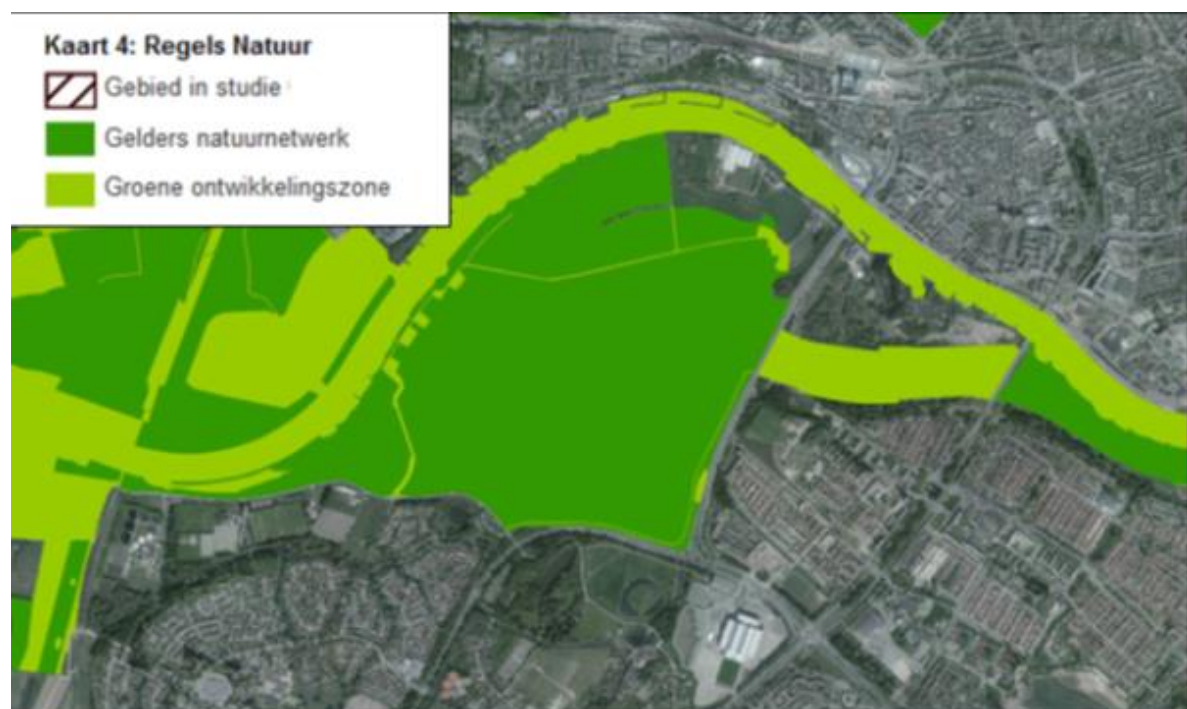 Kaart 4: Regels Natuur
Gebied in studie
Gelders natuurnetwerk
Groene ontwikkelingszone